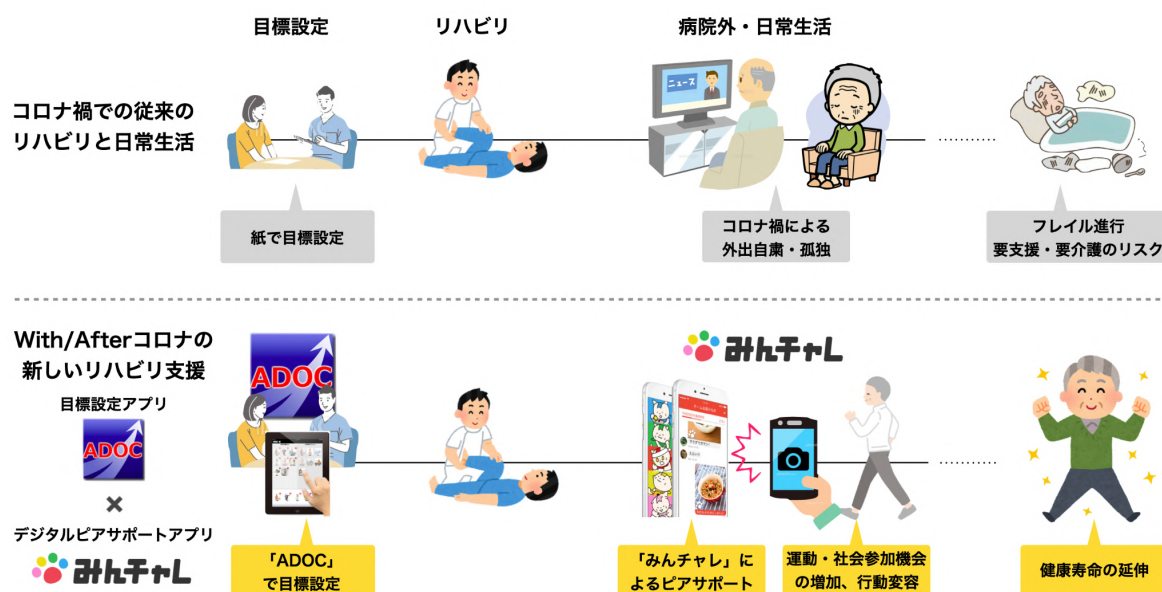 目標設定
リハビリ
病院外・日常生活
コロナ禍での従来の
リハビリと日常生活
ニュース
紙で目標設定
コロナ禍による
外出自粛・孤独
フレイル進行
要支援・要介護のリスク
With/Afterコロナの
新しいリハビリ支援
目標設定アプリ
ADOC
×
デジタルピアサポートアプリ
みんチャレ
ADOC
「ADOC」
で目標設定
みんチャレ
「みんチャレ」に
よるピアサポート
運動・社会参加機会
の増加、行動変容
健康寿命の延伸